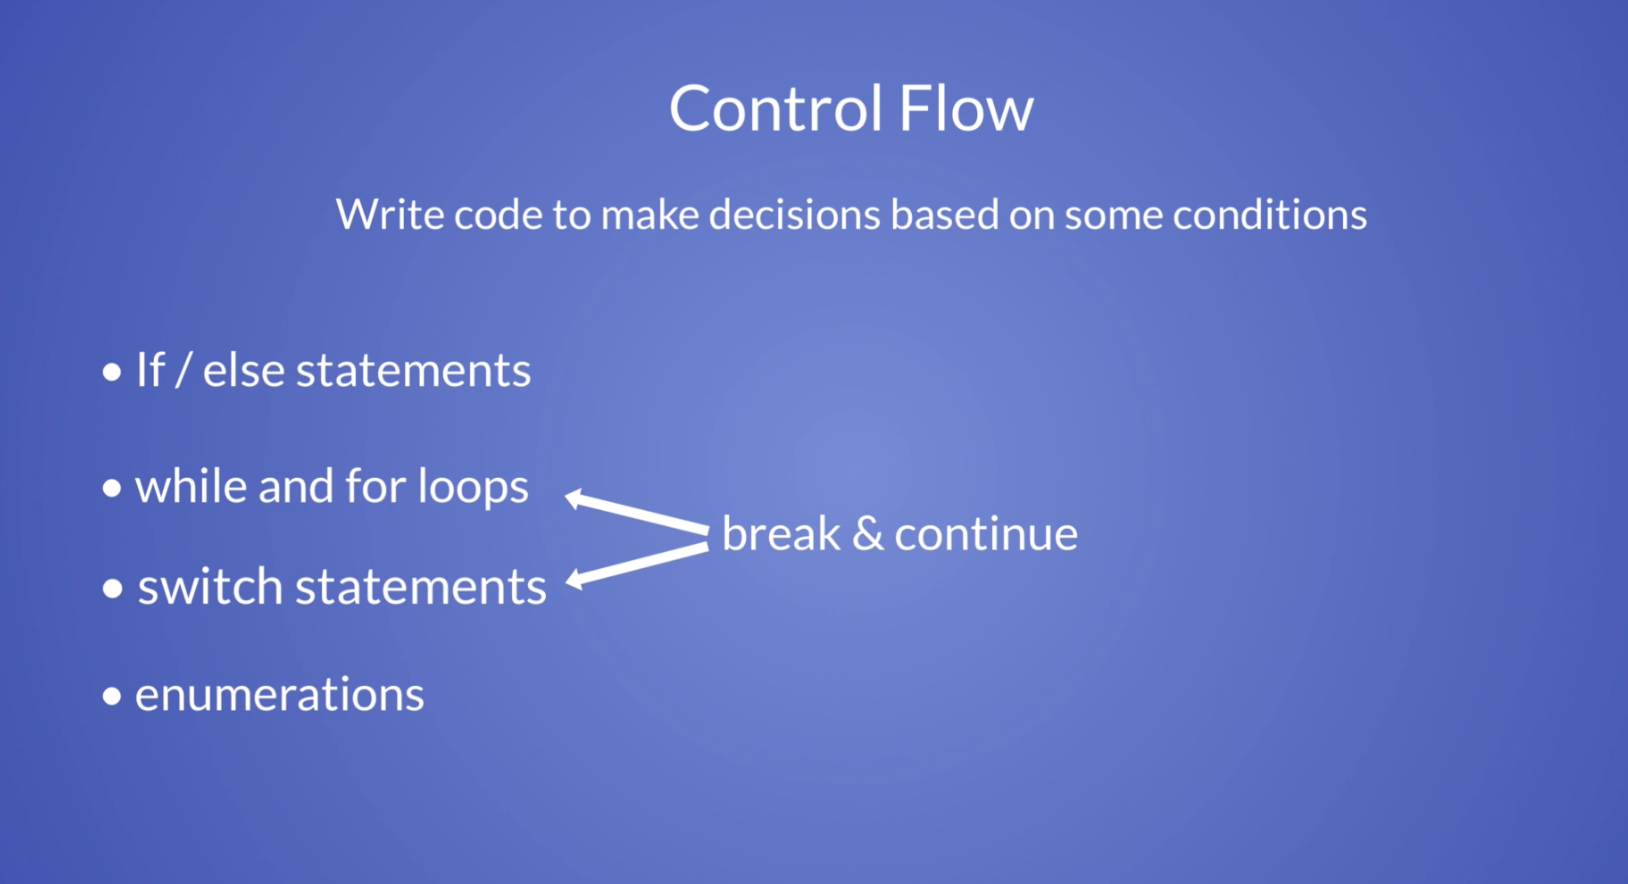 Control Flow
Write code to make decisions based on some conditions
• If / else statements
• while and for loops
break & continue
• switch statements
• enumerations